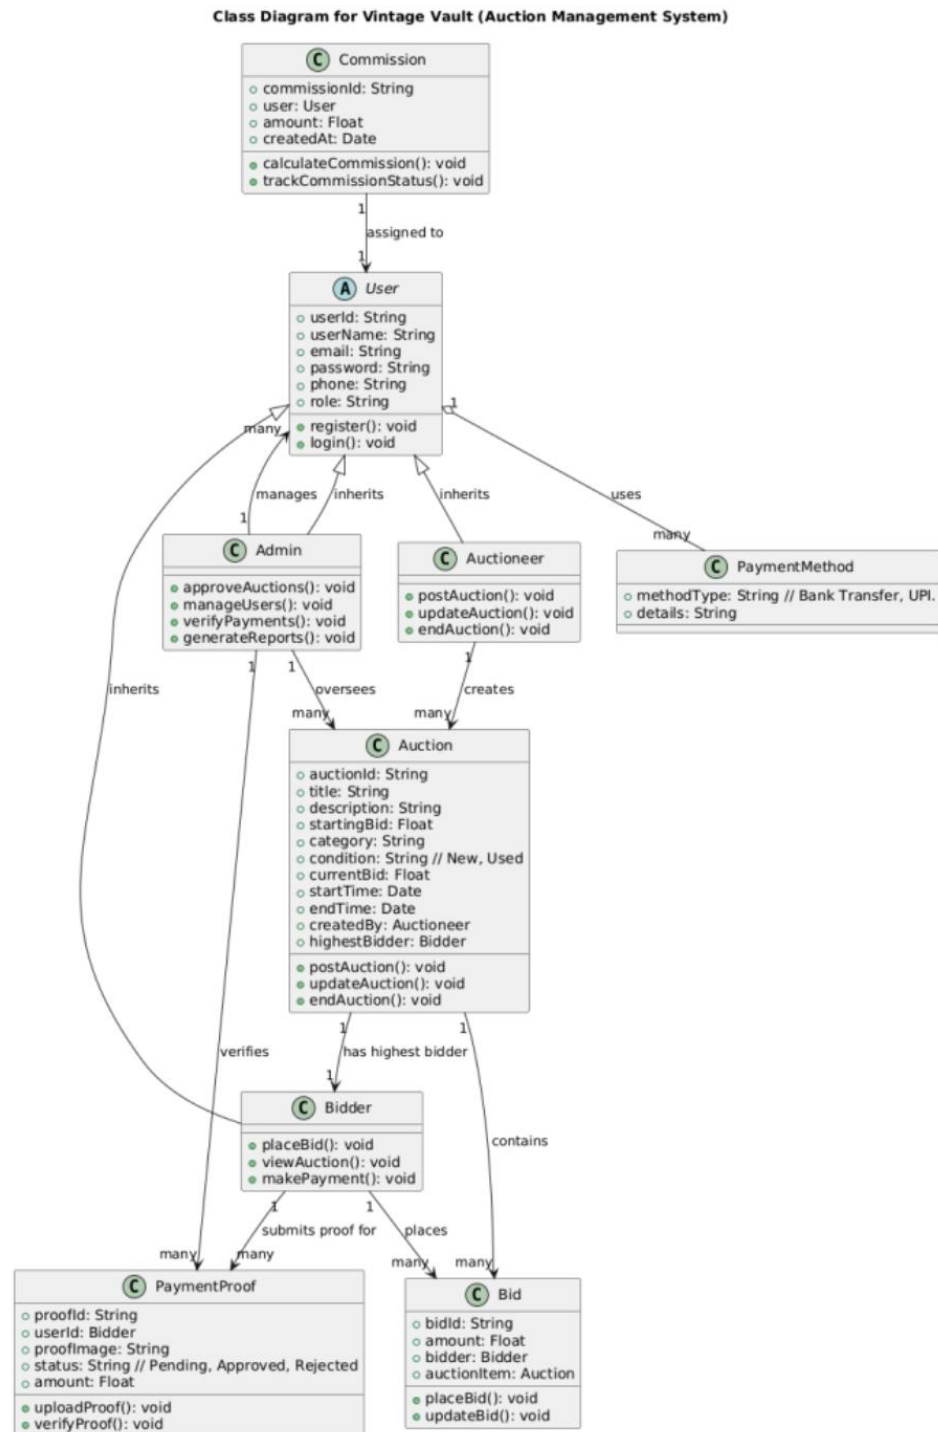 Class Diagram for Vintage Vault (Auction Management System)
C Commission
commissionId: String
user: User
amount: Float
createdAt: Date
calculateCommission(): void
trackCommissionStatus(): void
1
assigned to
1
A User
userId: String
userName: String
email: String
password: String
phone: String
role: String
register(): void
login(): void
many
1
manages
inherits
inherits
uses
1
many
C Admin
approveAuctions(): void
manageUsers(): void
verifyPayments(): void
generateReports(): void
C Auctioneer
postAuction(): void
updateAuction(): void
endAuction(): void
C PaymentMethod
methodType: String // Bank Transfer, UPI.
details: String
inherits
1
1
oversees
many
1
creates
many
C Auction
auctionId: String
title: String
description: String
startingBid: Float
category: String
condition: String // New, Used
currentBid: Float
startTime: Date
endTime: Date
createdBy: Auctioneer
highestBidder: Bidder
postAuction(): void
updateAuction(): void
endAuction(): void
verifies
1
has highest bidder
1
1
contains
C Bidder
placeBid(): void
viewAuction(): void
makePayment(): void
1
submits proof for
1
places
many
many
many
many
C PaymentProof
proofId: String
userId: Bidder
proofImage: String
status: String // Pending, Approved, Rejected
amount: Float
uploadProof(): void
verifyProof(): void
C Bid
bidId: String
amount: Float
bidder: Bidder
auctionItem: Auction
placeBid(): void
updateBid(): void